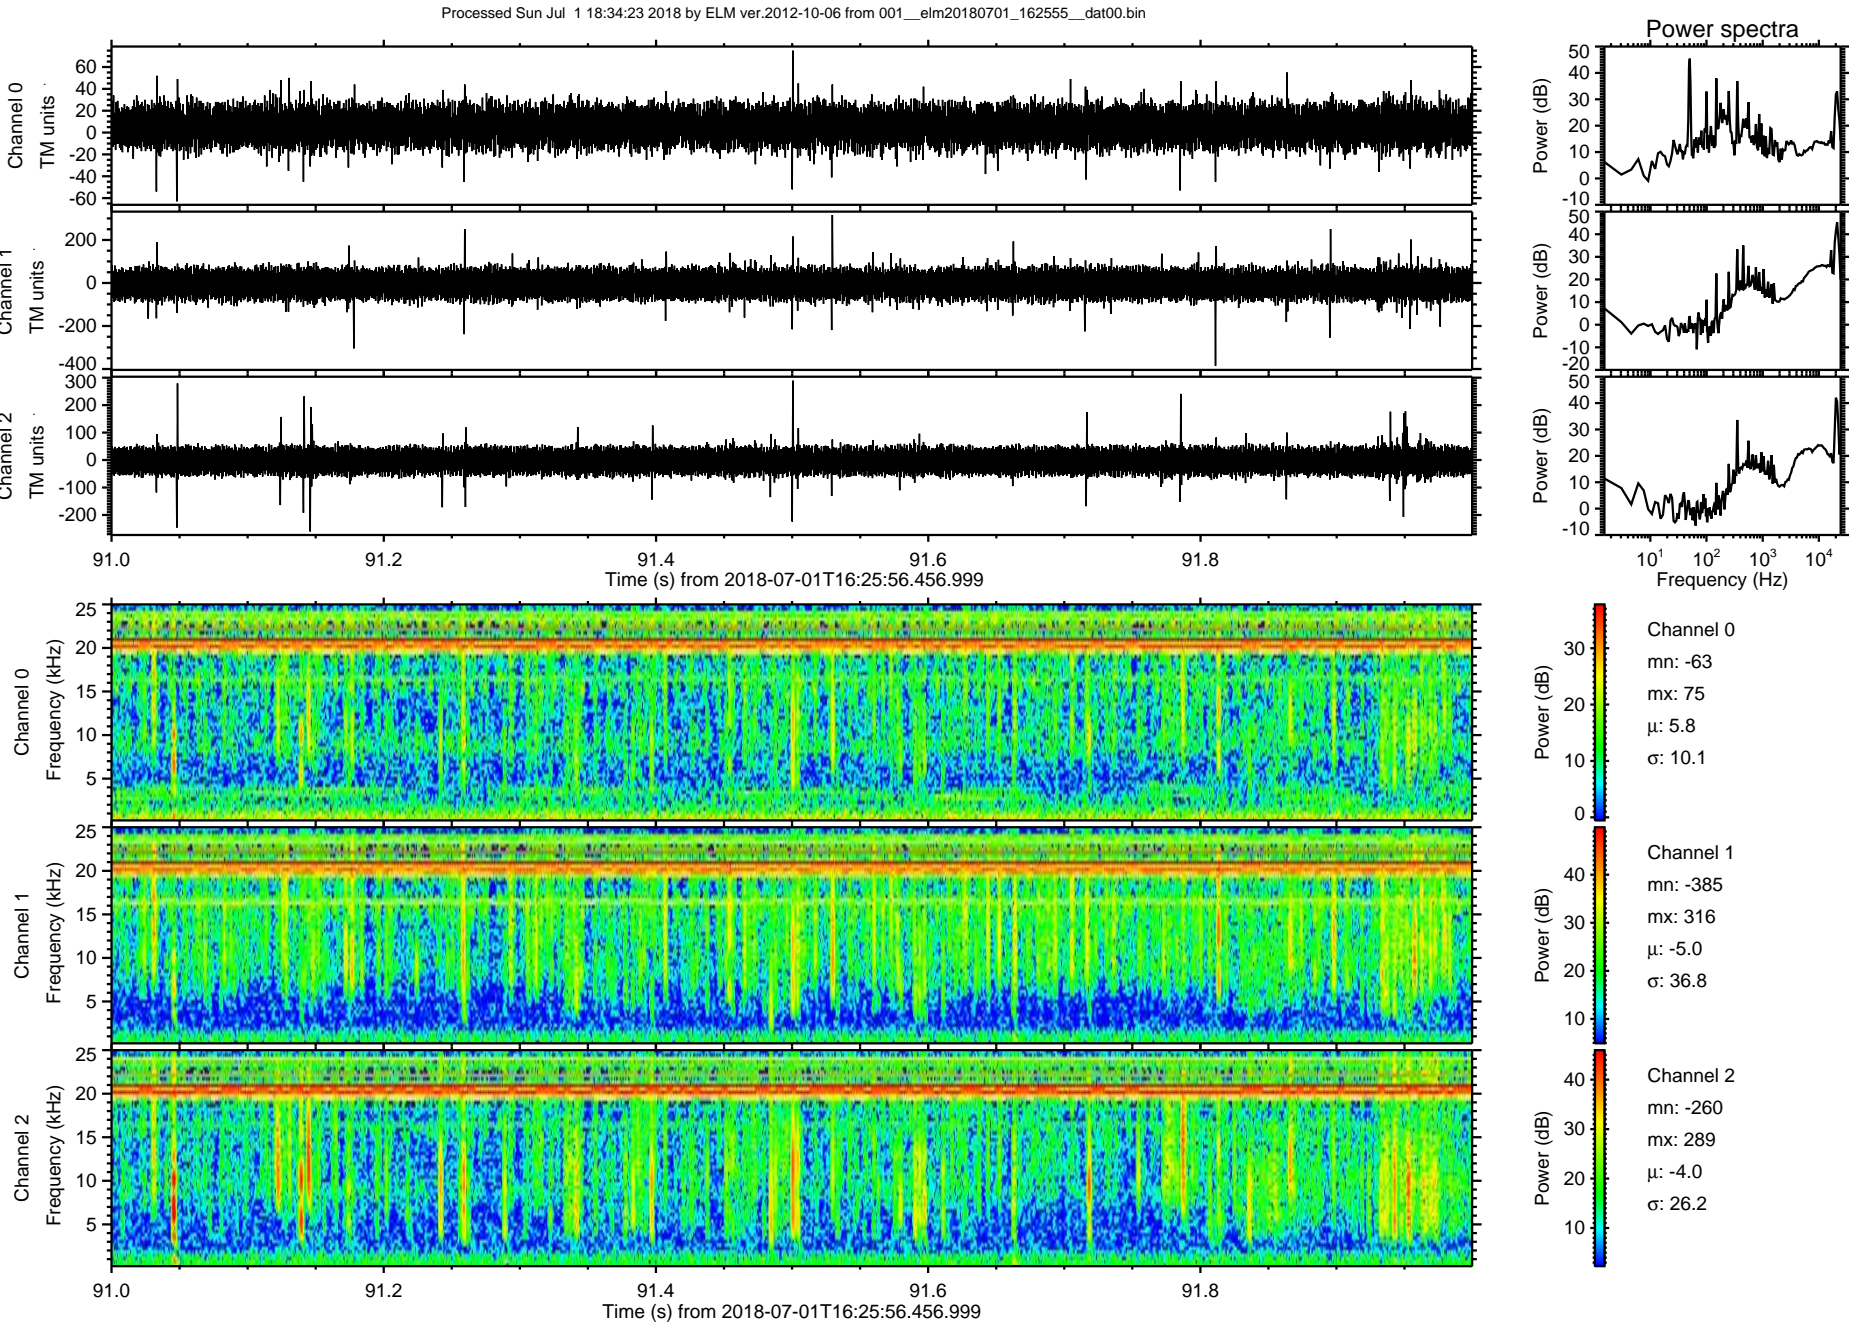 Processed Sun Jul  1 18:34:23 2018 by ELM ver.2012-10-06 from 001__elm20180701_162555__dat00.bin
Power spectra
Channel 0
TM units
60
40
20
0
-20
-40
-60
Power (dB)
50
40
30
20
10
0
-10
Channel 1
TM units
200
0
-200
-400
Power (dB)
50
40
30
20
10
0
-10
-20
Channel 2
TM units
300
200
100
0
-100
-200
Power (dB)
50
40
30
20
10
0
-10
91.0 91.2 91.4 91.6 91.8
Time (s) from 2018-07-01T16:25:56.456.999
10¹ 10² 10³ 10⁴
Frequency (Hz)
Channel 0
Frequency (kHz)
25
20
15
10
5
Power (dB)
30
20
10
0
Channel 0
mn: -63
mx: 75
μ: 5.8
σ: 10.1
Channel 1
Frequency (kHz)
25
20
15
10
5
Power (dB)
40
30
20
10
Channel 1
mn: -385
mx: 316
μ: -5.0
σ: 36.8
Channel 2
Frequency (kHz)
25
20
15
10
5
Power (dB)
40
30
20
10
Channel 2
mn: -260
mx: 289
μ: -4.0
σ: 26.2
91.0 91.2 91.4 91.6 91.8
Time (s) from 2018-07-01T16:25:56.456.999